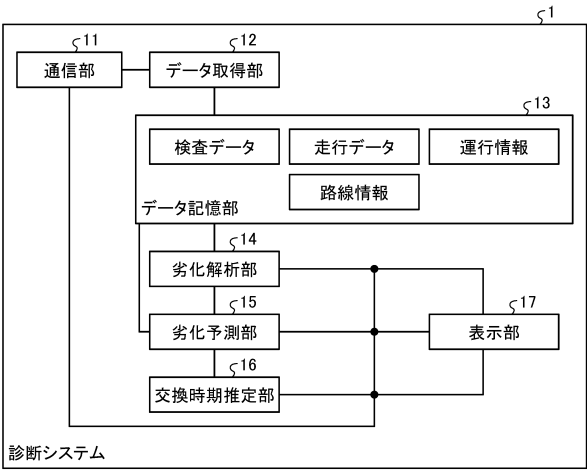 1
11
通信部
12
データ取得部
13
検査データ
走行データ
運行情報
路線情報
データ記憶部
14
劣化解析部
15
劣化予測部
17
表示部
16
交換時期推定部
診断システム